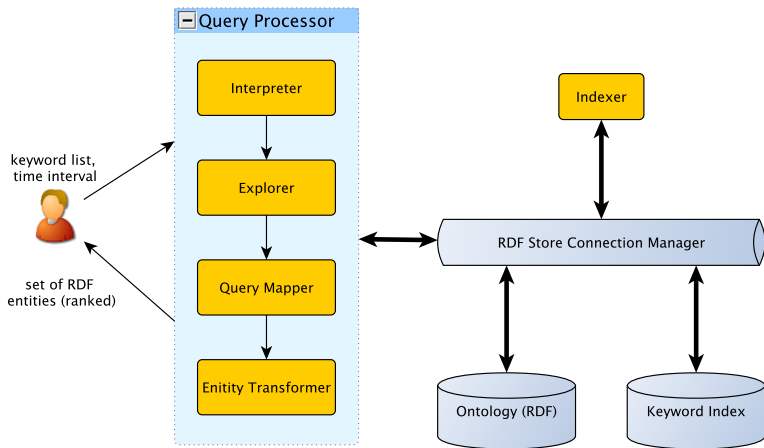 Query Processor
Interpreter
Indexer
keyword list,
time interval
Explorer
RDF Store Connection Manager
set of RDF
entities (ranked)
Query Mapper
Enitity Transformer
Ontology (RDF)
Keyword Index